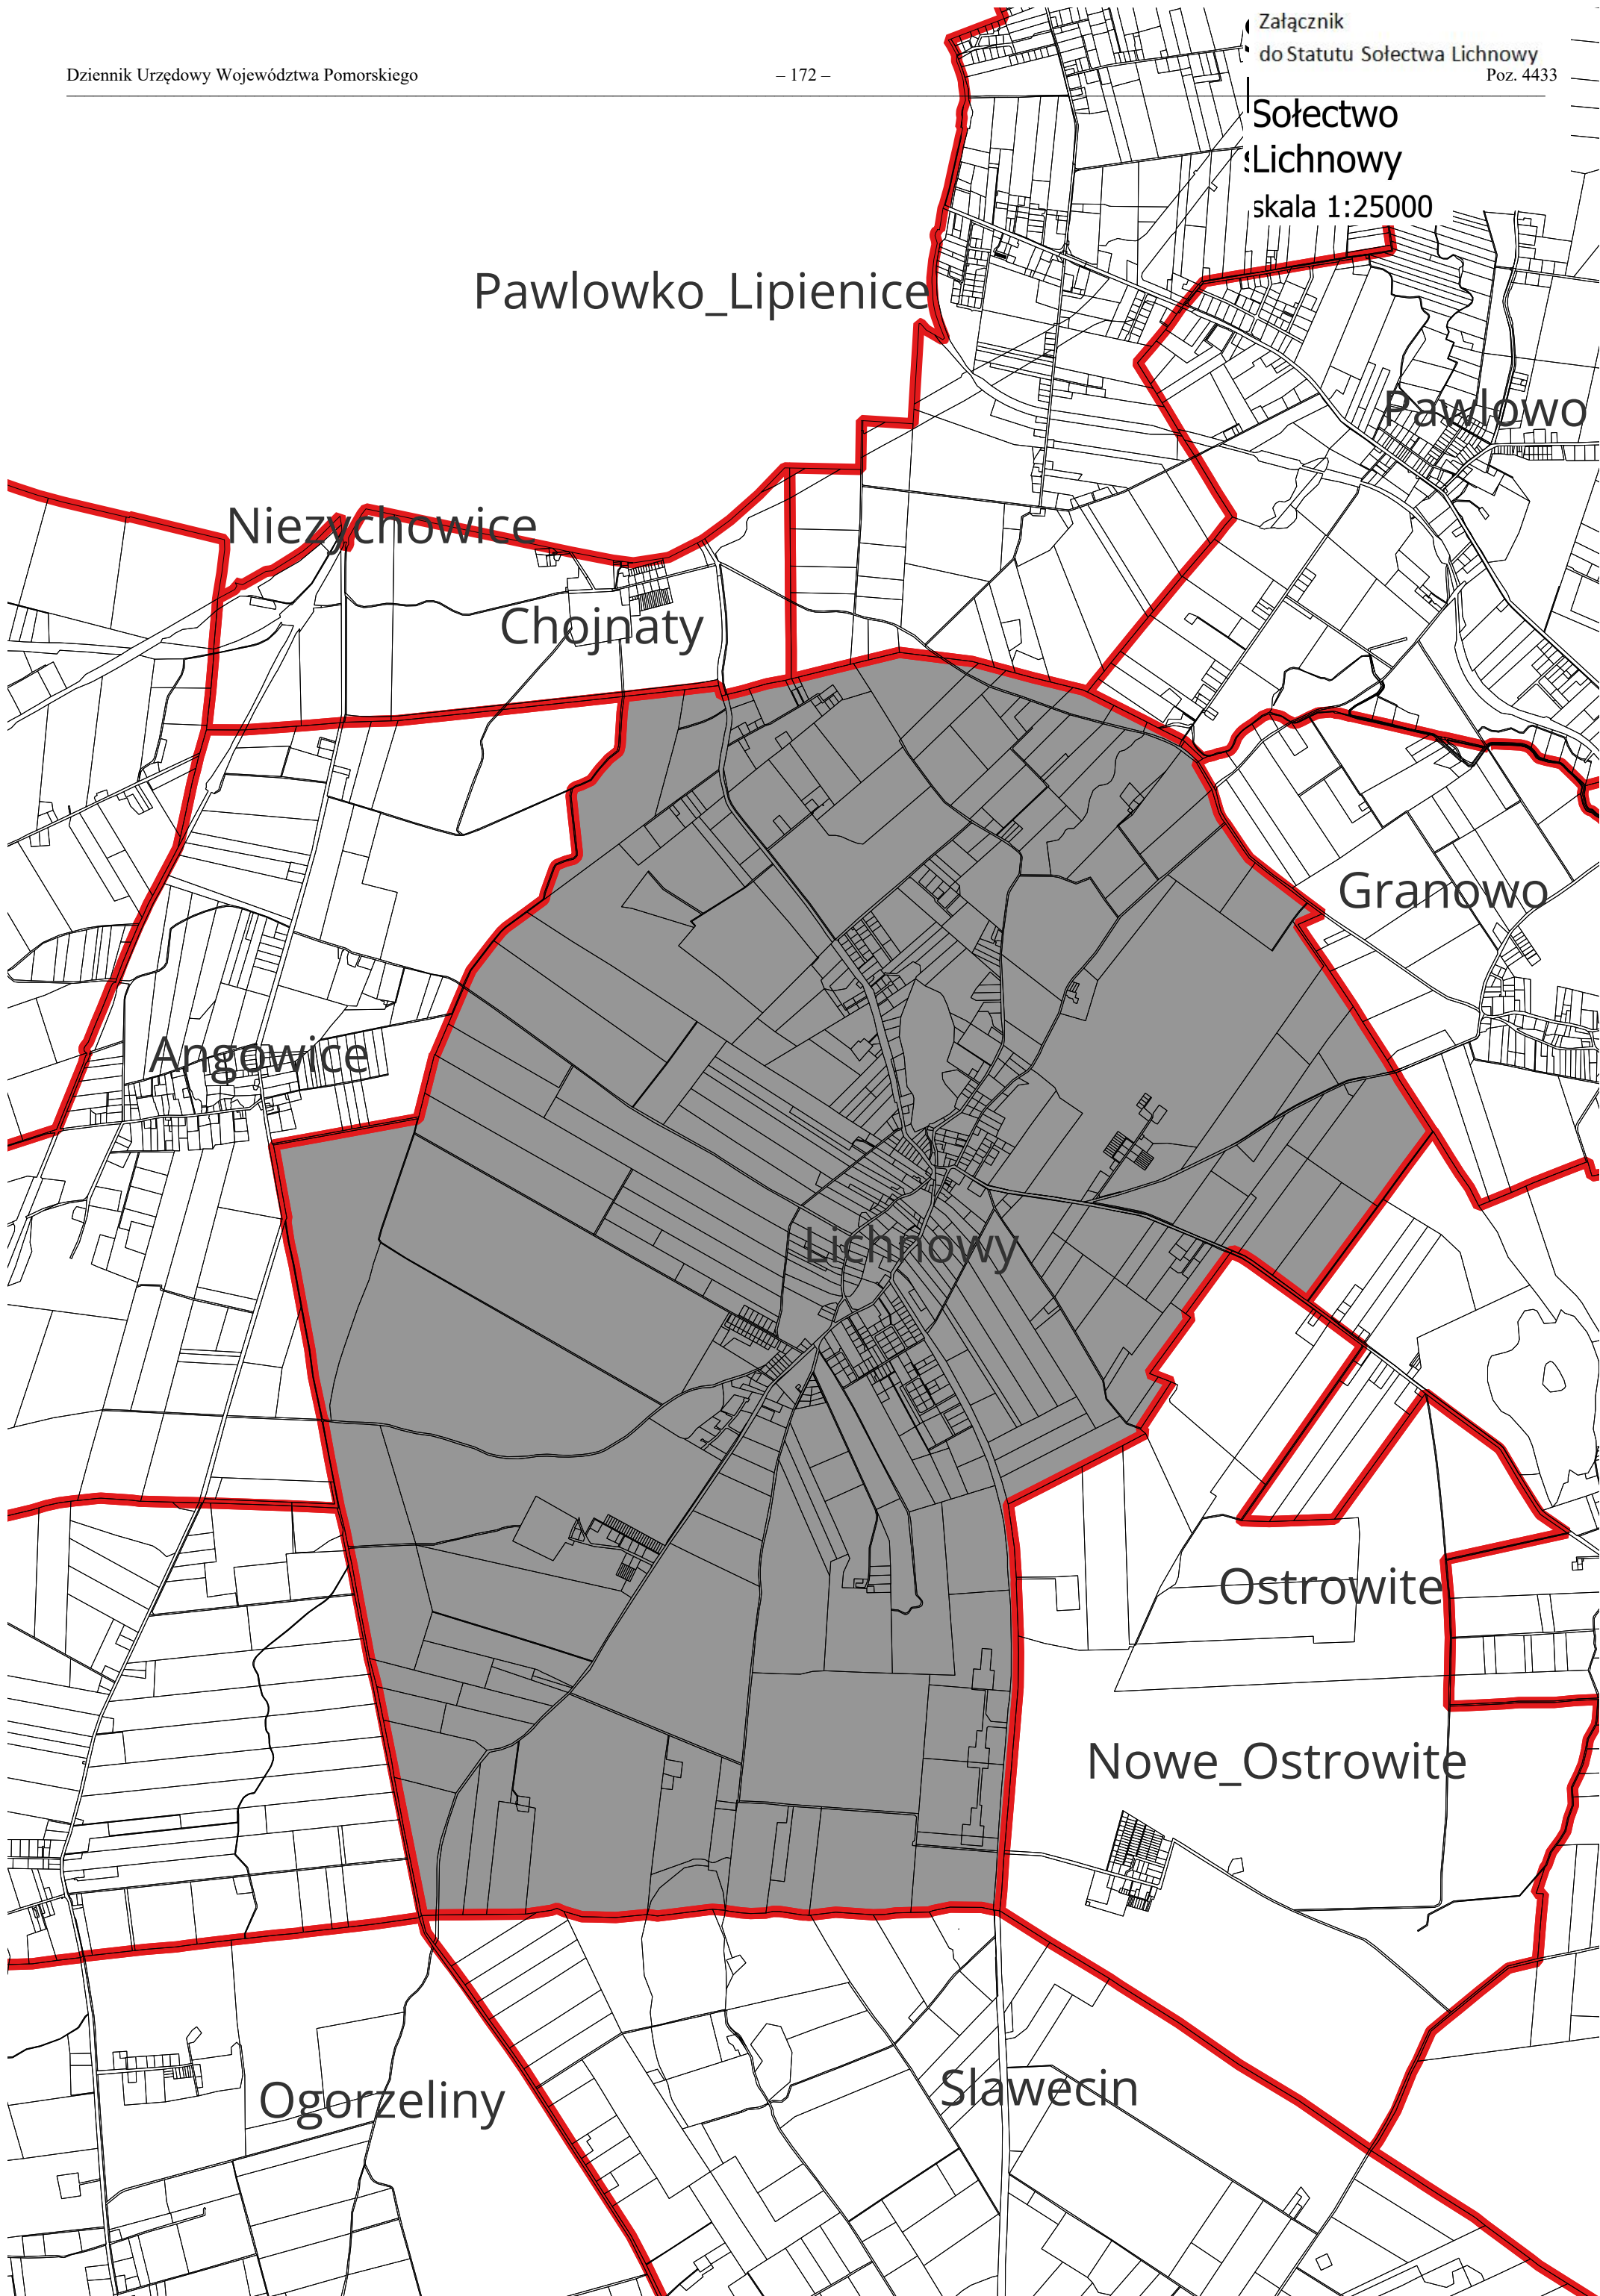 Załącznik
do Statutu Sołectwa Lichnowy
Dziennik Urzędowy Województwa Pomorskiego – 172 – Poz. 4433
Sołectwo
Lichnowy
skala 1:25000
Pawlowko_Lipienice
Pawlowo
Niezychowice
Chojnaty
Granowo
Angowice
Lichnowy
Ostrowite
Nowe_Ostrowite
Slawecin
Ogorzeliny